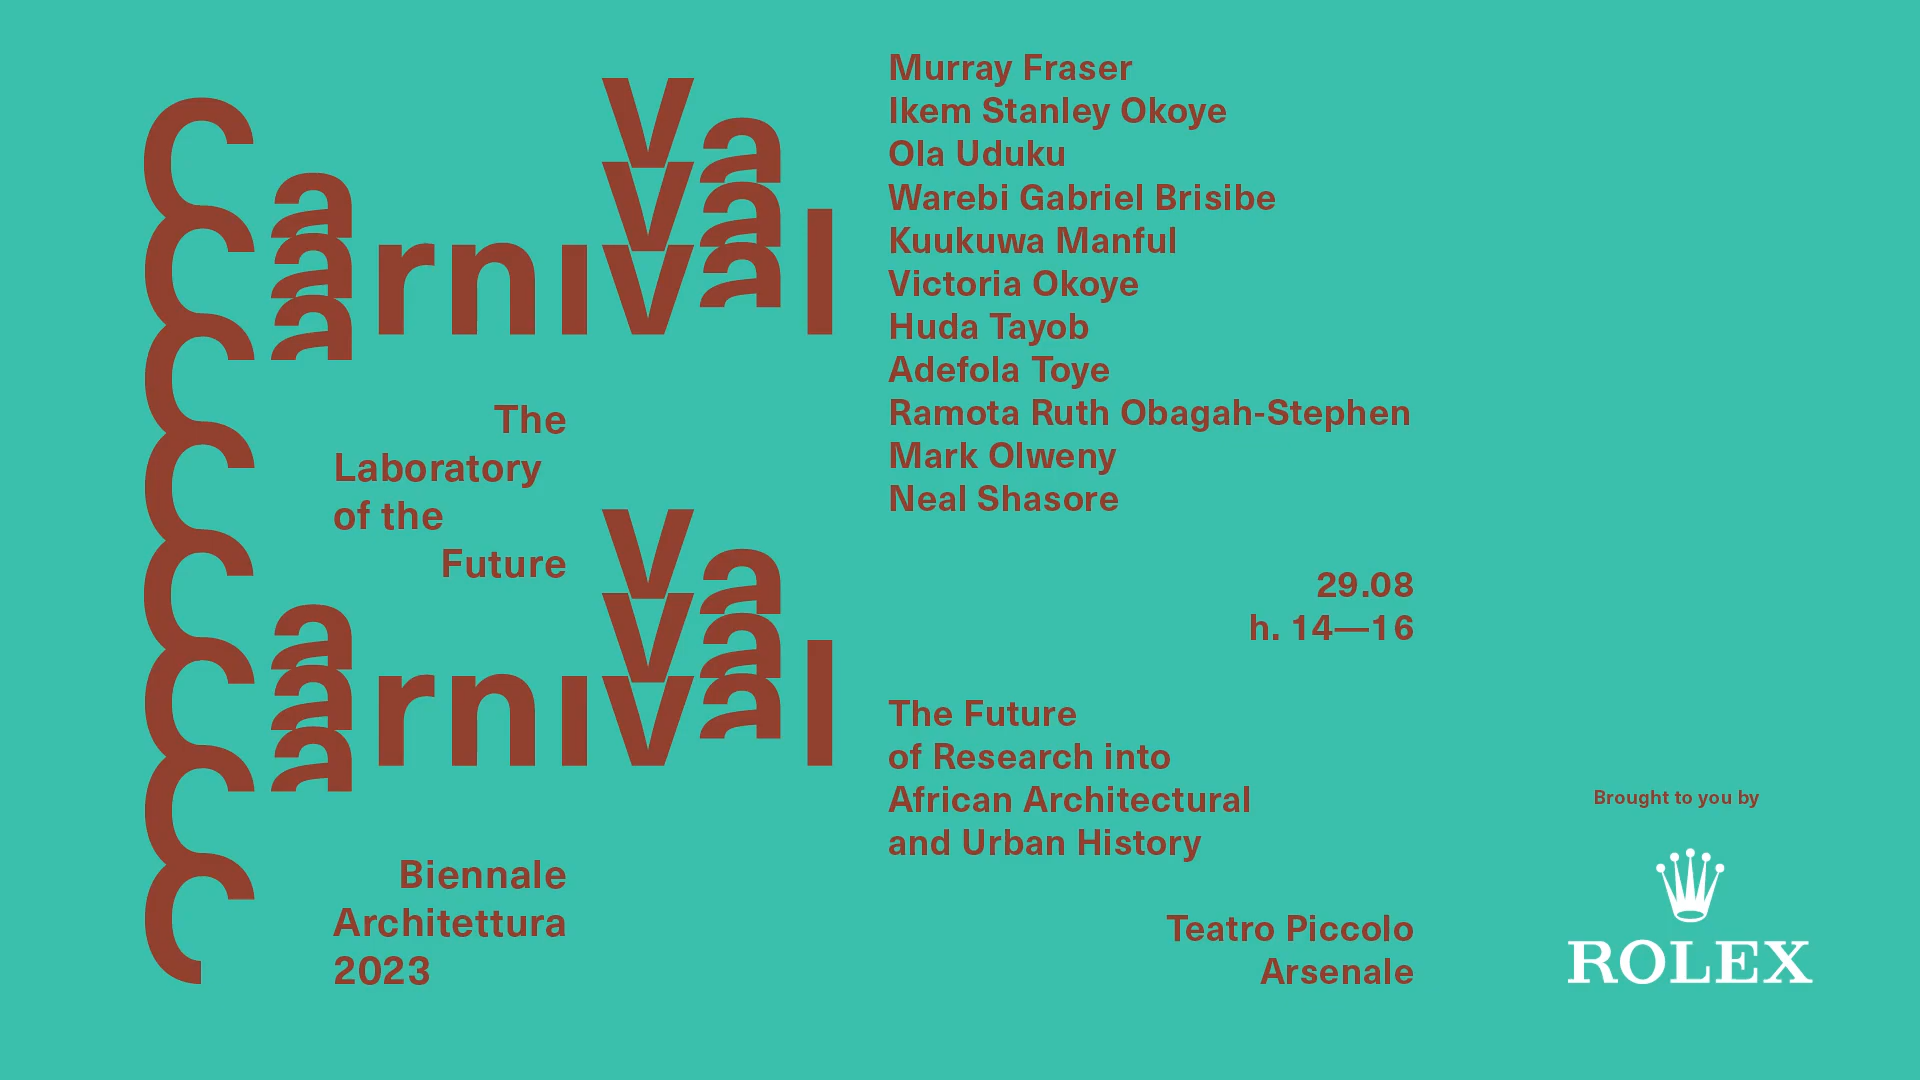 Carnival
The
Laboratory
of the
Future
Carnival
Biennale
Architettura
2023
Murray Fraser
Ikem Stanley Okoye
Ola Uduku
Warebi Gabriel Brisibe
Kuukuwa Manful
Victoria Okoye
Huda Tayob
Adefola Toye
Ramota Ruth Obagah-Stephen
Mark Olweny
Neal Shasore
29.08
h. 14—16
The Future
of Research into
African Architectural
and Urban History
Teatro Piccolo
Arsenale
Brought to you by
ROLEX